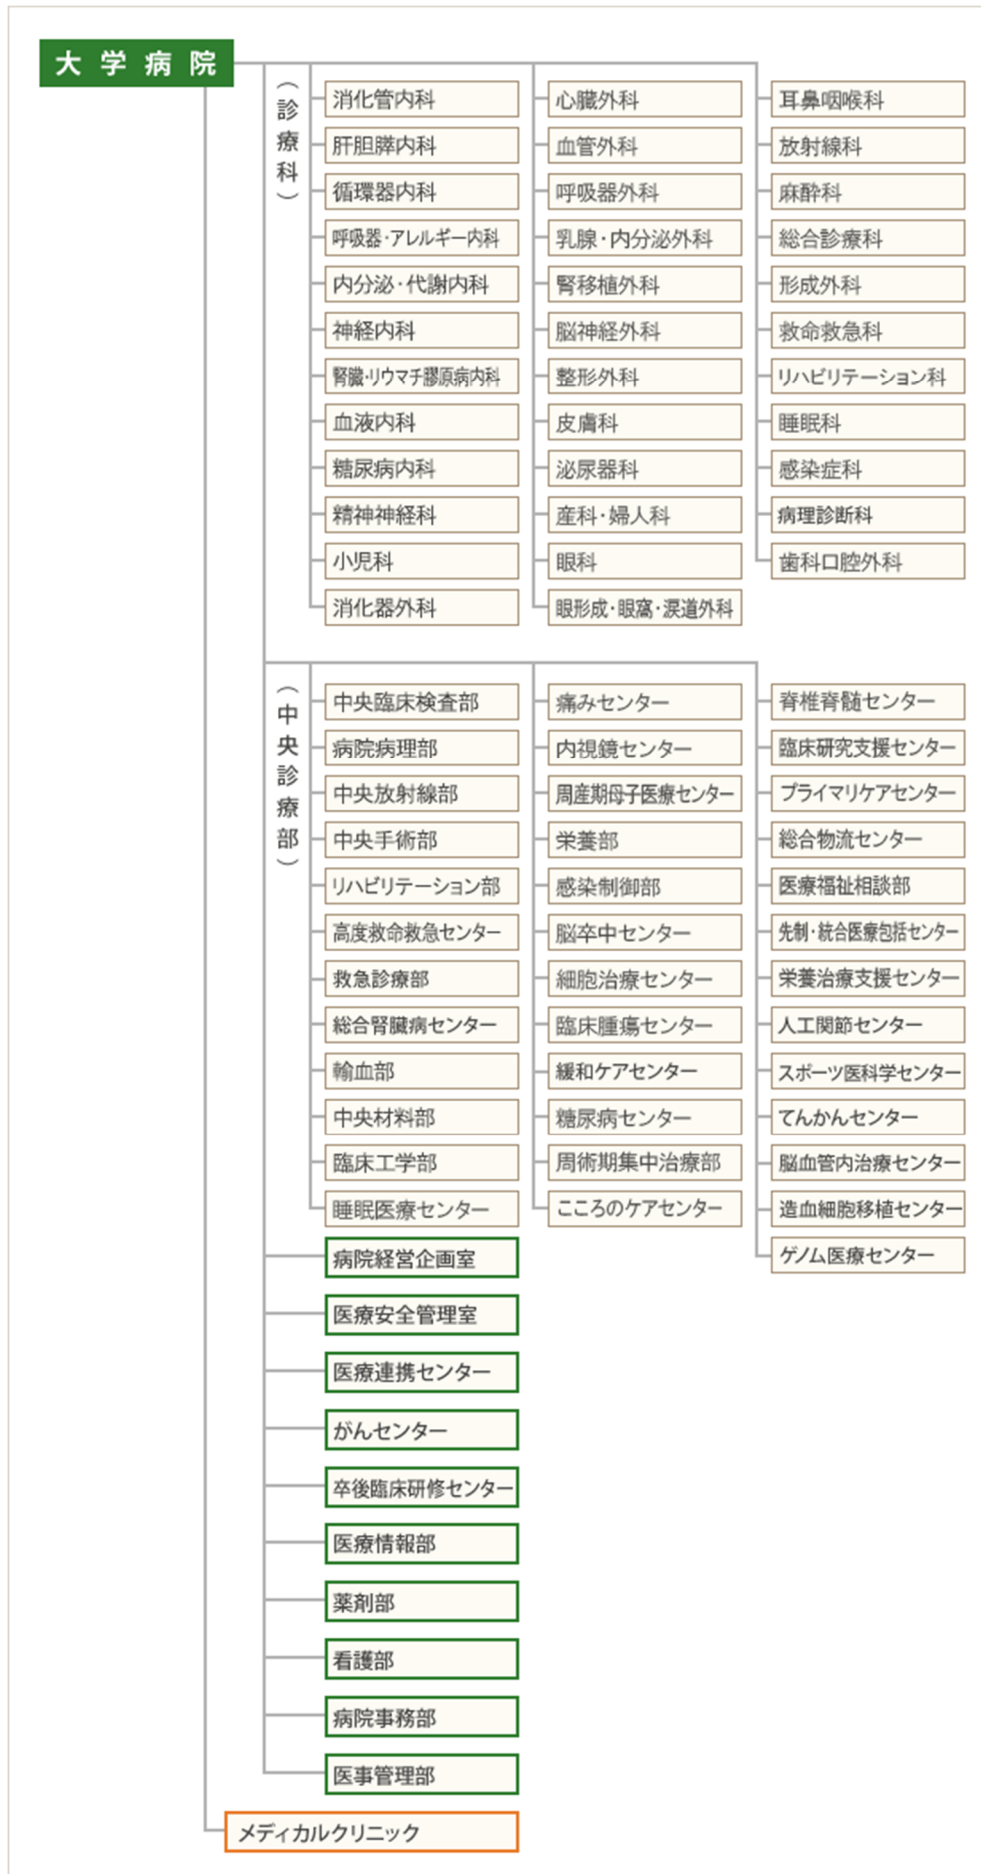 大学病院
（診療科）
消化管内科
肝胆膵内科
循環器内科
呼吸器・アレルギー内科
内分泌・代謝内科
神経内科
腎臓・リウマチ膠原病内科
血液内科
糖尿病内科
精神神経科
小児科
消化器外科
心臓外科
血管外科
呼吸器外科
乳腺・内分泌外科
腎移植外科
脳神経外科
整形外科
皮膚科
泌尿器科
産科・婦人科
眼科
眼形成・眼窩・涙道外科
耳鼻咽喉科
放射線科
麻酔科
総合診療科
形成外科
救命救急科
リハビリテーション科
睡眠科
感染症科
病理診断科
歯科口腔外科
（中央診療部）
中央臨床検査部
病院病理部
中央放射線部
中央手術部
リハビリテーション部
高度救命救急センター
救急診療部
総合腎臓病センター
輸血部
中央材料部
臨床工学部
睡眠医療センター
痛みセンター
内視鏡センター
周産期母子医療センター
栄養部
感染制御部
脳卒中センター
細胞治療センター
臨床腫瘍センター
緩和ケアセンター
糖尿病センター
周術期集中治療部
こころのケアセンター
脊椎脊髄センター
臨床研究支援センター
プライマリケアセンター
総合物流センター
医療福祉相談部
先制・統合医療包括センター
栄養治療支援センター
人工関節センター
スポーツ医科学センター
てんかんセンター
脳血管内治療センター
造血細胞移植センター
ゲノム医療センター
病院経営企画室
医療安全管理室
医療連携センター
がんセンター
卒後臨床研修センター
医療情報部
薬剤部
看護部
病院事務部
医事管理部
メディカルクリニック